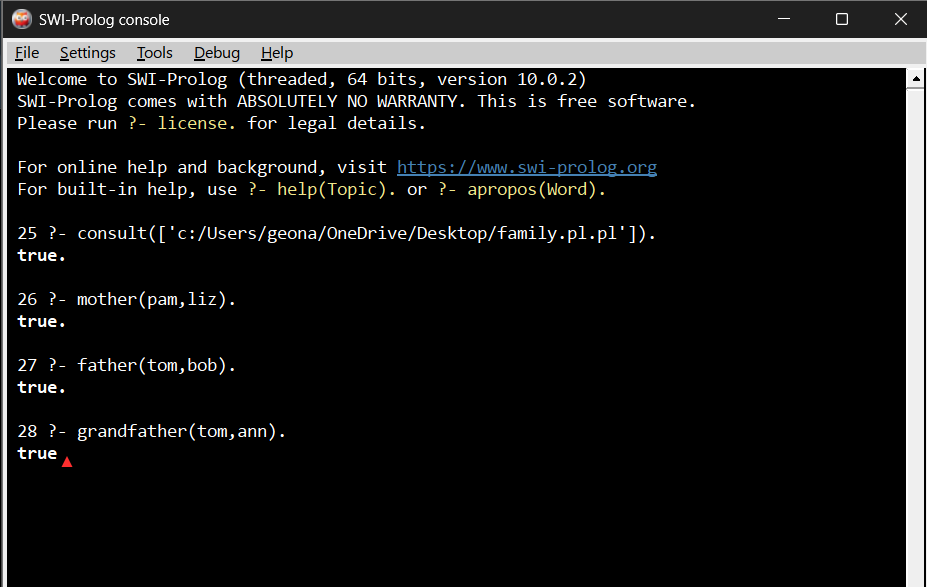 SWI-Prolog console
File Settings Tools Debug Help
Welcome to SWI-Prolog (threaded, 64 bits, version 10.0.2)
SWI-Prolog comes with ABSOLUTELY NO WARRANTY. This is free software.
Please run ?- license. for legal details.
For online help and background, visit https://www.swi-prolog.org
For built-in help, use ?- help(Topic). or ?- apropos(Word).
25 ?- consult(['c:/Users/geona/OneDrive/Desktop/family.pl.pl']).
true.
26 ?- mother(pam,liz).
true.
27 ?- father(tom,bob).
true.
28 ?- grandfather(tom,ann).
true